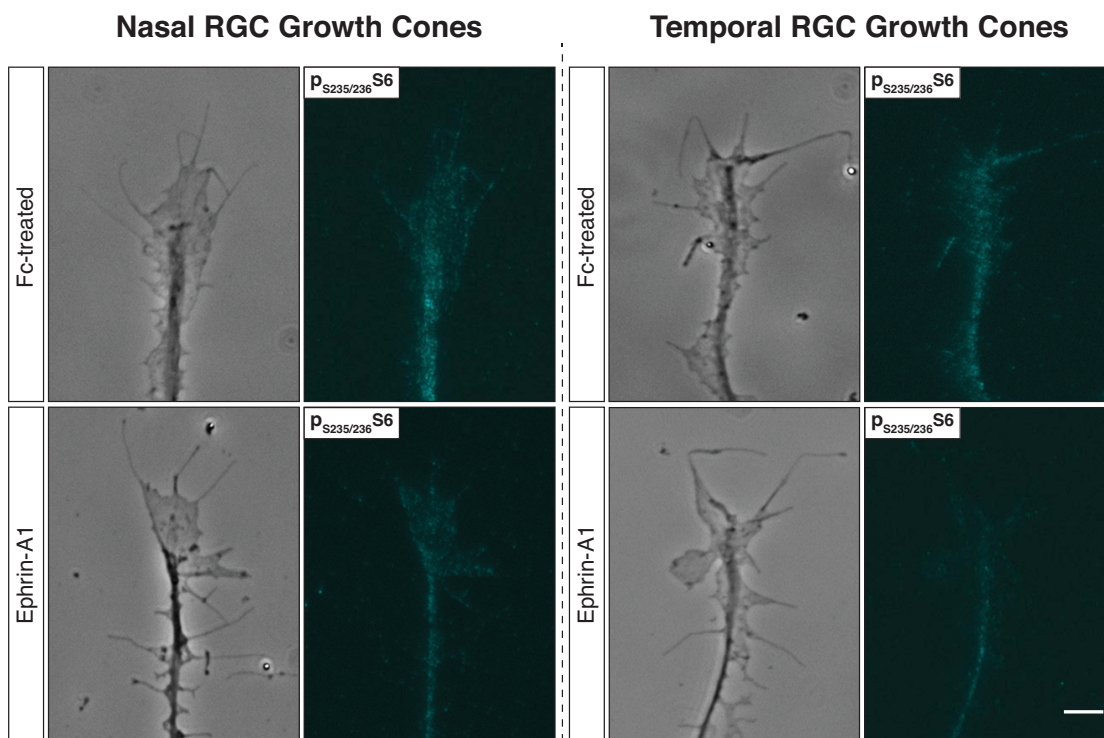 Nasal RGC Growth Cones
Temporal RGC Growth Cones
Fc-treated
pS235/236S6
Fc-treated
pS235/236S6
Ephrin-A1
pS235/236S6
Ephrin-A1
pS235/236S6